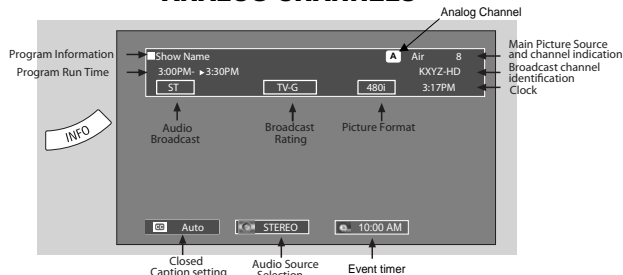 ANALOG CHANNELS
Analog Channel
Program Information
Show Name
A
Air 8
Main Picture Source
and channel indication
Program Run Time
3:00PM- ▸3:30PM
KXYZ-HD
Broadcast channel
identification
ST
TV-G
480i
3:17PM
Clock
INFO
Audio
Broadcast
Broadcast
Rating
Picture Format
CC Auto
STEREO
10:00 AM
Closed
Caption setting
Audio Source
Selection
Event timer